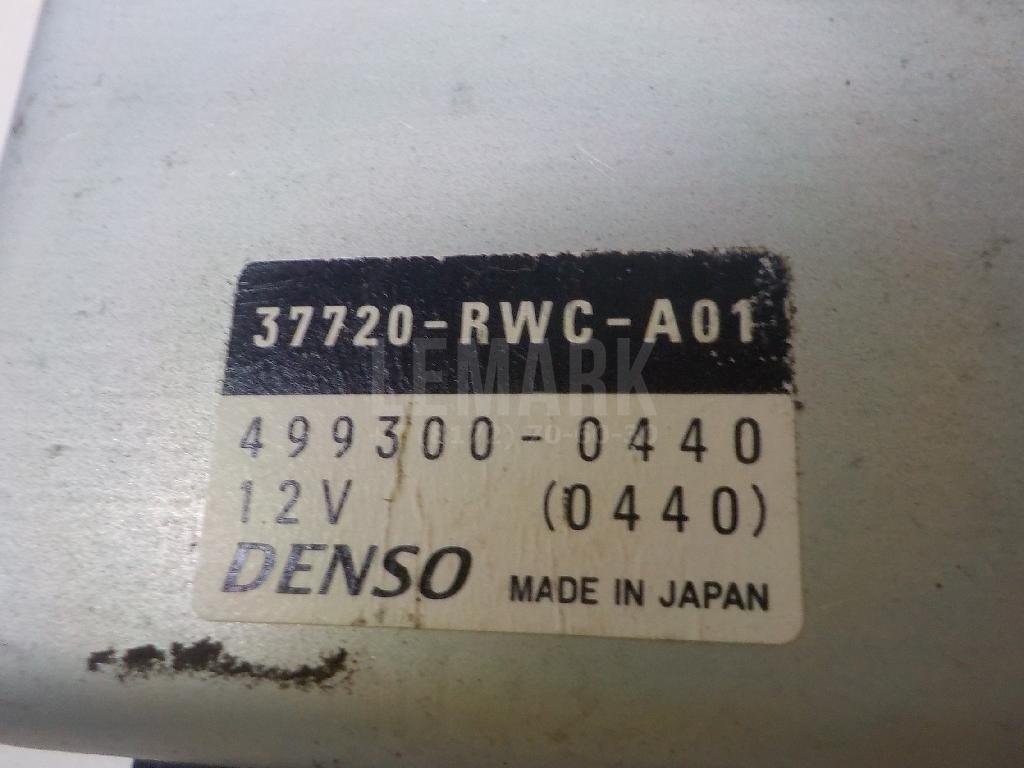 37720-RWC-A01
LEMARK
499300-0440
12V (0440)
DENSO MADE IN JAPAN